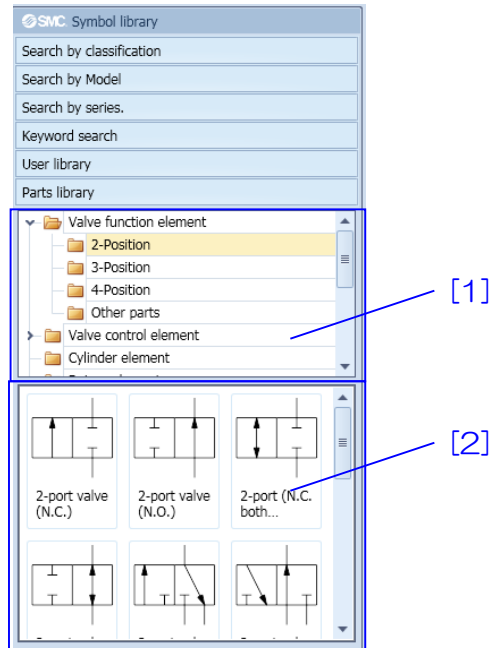 SMC Symbol library
Search by classification
Search by Model
Search by series.
Keyword search
User library
Parts library
Valve function element
2-Position
3-Position
4-Position
Other parts
Valve control element
Cylinder element
[1]
[2]
2-port valve (N.C.)
2-port valve (N.O.)
2-port (N.C. both...